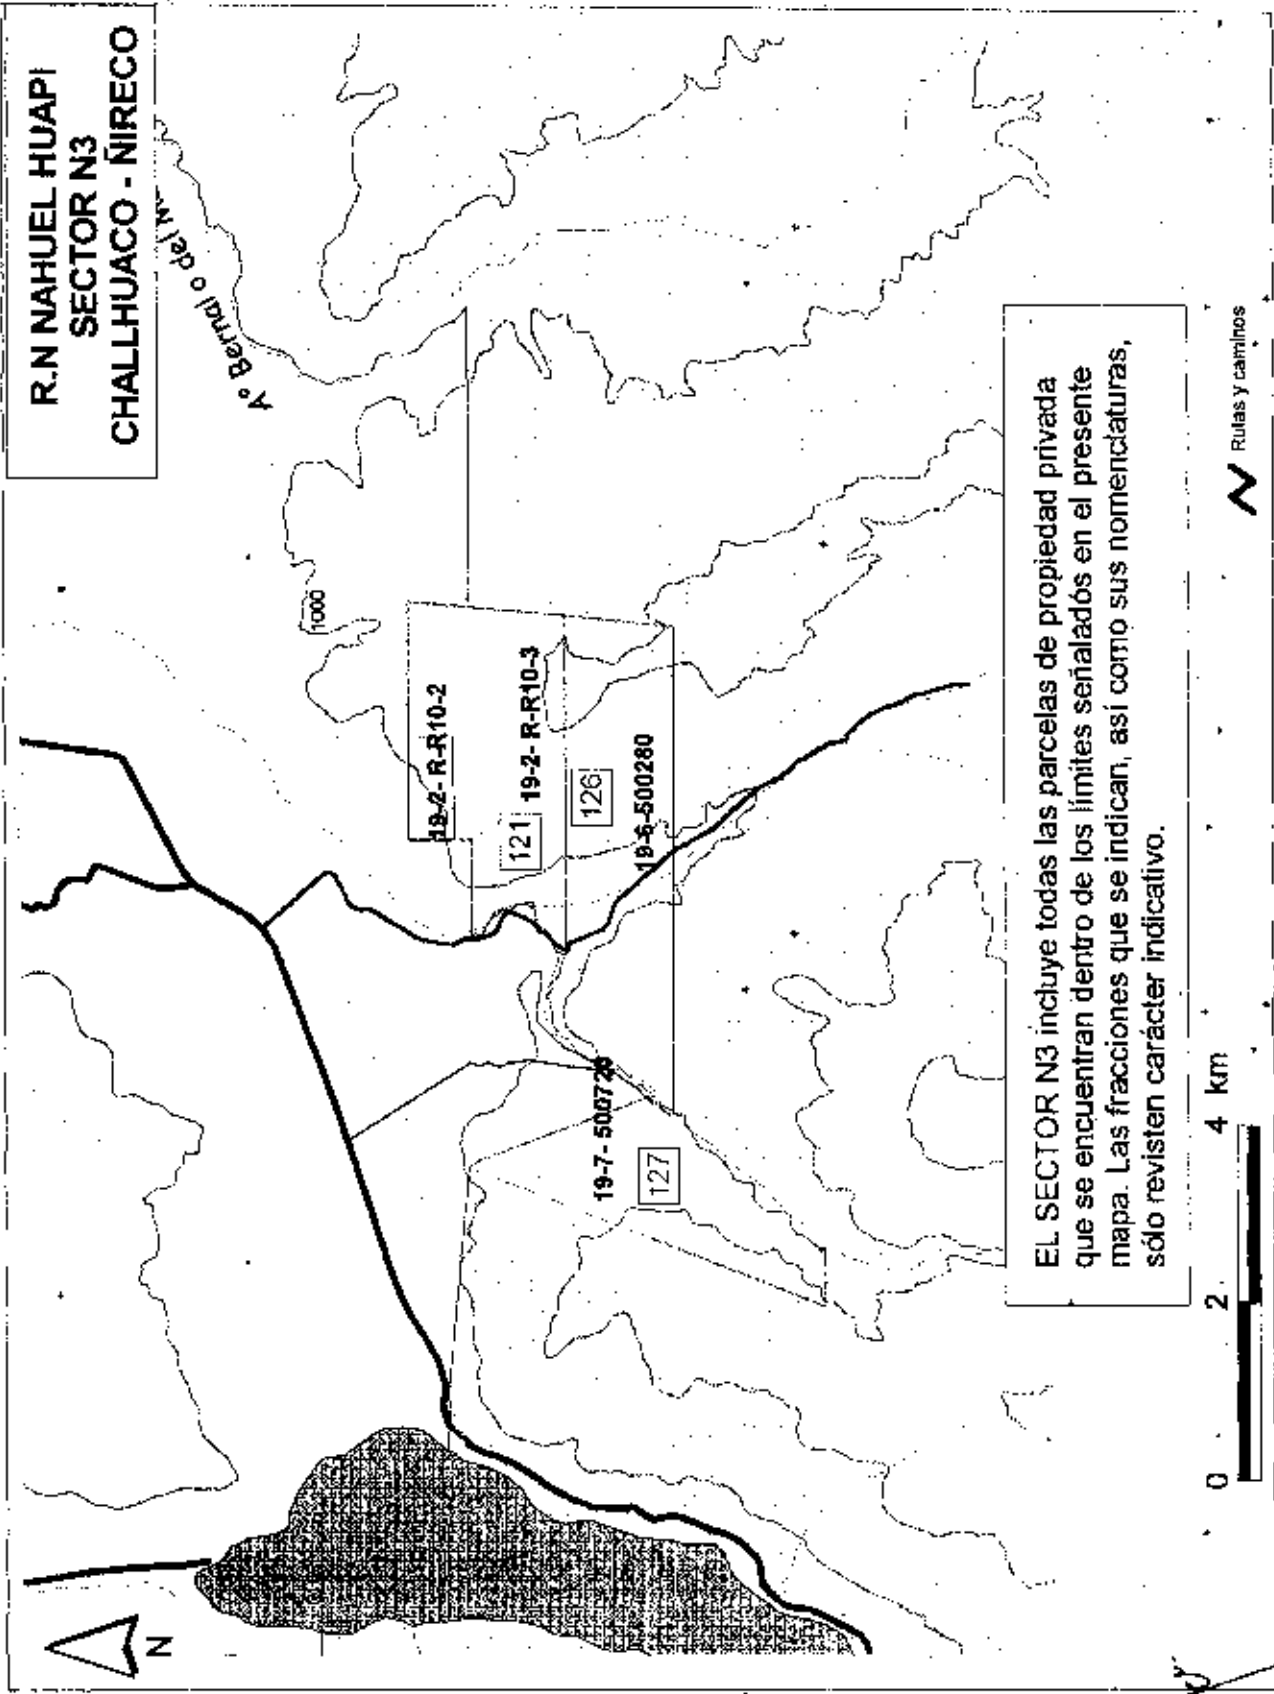 R.N NAHUEL HUAPI
SECTOR N3
CHALLHUACO - ÑIRECO
Aº Bernal o del
1000
19-2- R-R10-2
121
19-2- R-R10-3
126
19-6-500280
19-7- 500720
127
N
EL SECTOR N3 incluye todas las parcelas de propiedad privada
que se encuentran dentro de los límites señalados en el presente
mapa. Las fracciones que se indican, así como sus nomenclaturas,
sólo revisten carácter indicativo.
0 2 4 km
Rutas y caminos